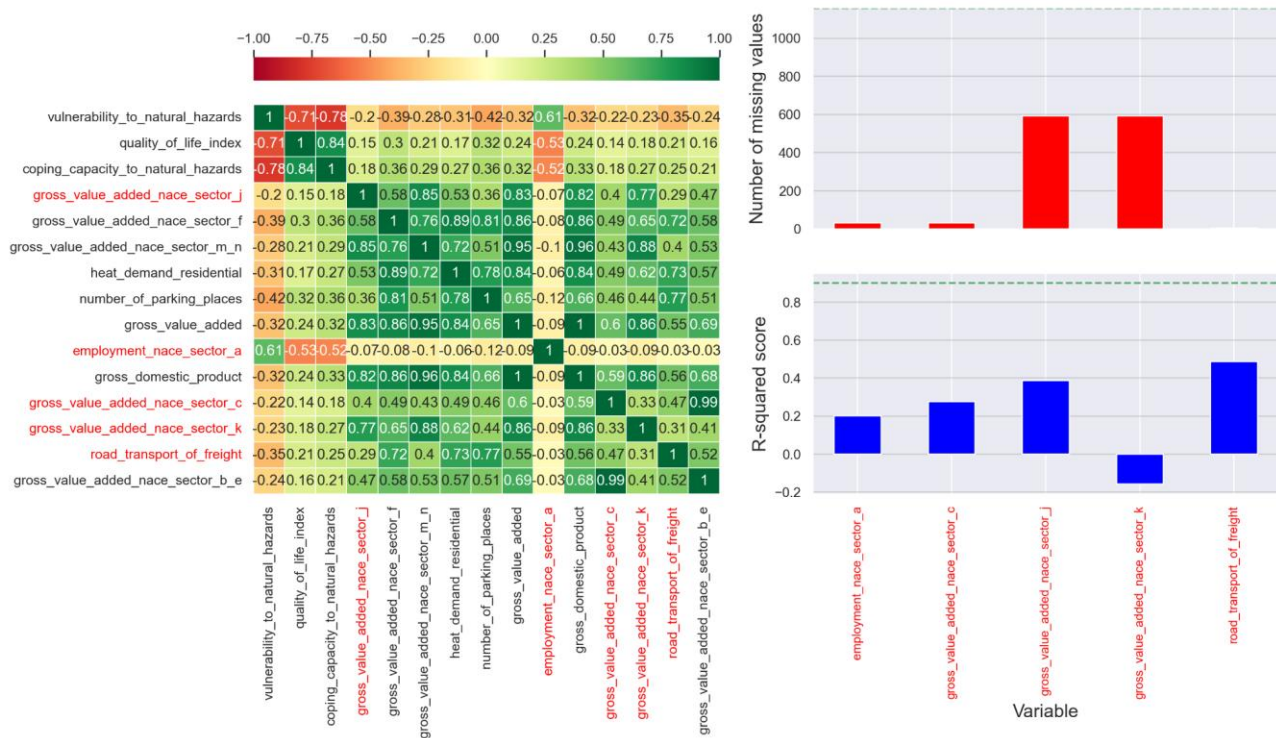 -1.00 -0.75 -0.50 -0.25 0.00 0.25 0.50 0.75 1.00
vulnerability_to_natural_hazards 1 -0.71 -0.78 -0.2 -0.39 -0.28 -0.31 -0.42 -0.32 0.61 -0.32 -0.22 -0.23 -0.35 -0.24
quality_of_life_index -0.71 1 0.84 0.15 0.3 0.21 0.17 0.32 0.24 -0.53 0.24 0.14 0.18 0.21 0.16
coping_capacity_to_natural_hazards -0.78 0.84 1 0.18 0.36 0.29 0.27 0.36 0.32 -0.52 0.33 0.18 0.27 0.25 0.21
gross_value_added_nace_sector_j -0.2 0.15 0.18 1 0.58 0.85 0.53 0.36 0.83 -0.07 0.82 0.4 0.77 0.29 0.47
gross_value_added_nace_sector_f -0.39 0.3 0.36 0.58 1 0.76 0.89 0.81 0.86 -0.08 0.86 0.49 0.65 0.72 0.58
gross_value_added_nace_sector_m_n -0.28 0.21 0.29 0.85 0.76 1 0.72 0.51 0.95 -0.1 0.96 0.43 0.88 0.4 0.53
heat_demand_residential -0.31 0.17 0.27 0.53 0.89 0.72 1 0.78 0.84 -0.06 0.84 0.49 0.62 0.73 0.57
number_of_parking_places -0.42 0.32 0.36 0.36 0.81 0.51 0.78 1 0.65 -0.12 0.66 0.46 0.44 0.77 0.51
gross_value_added -0.32 0.24 0.32 0.83 0.86 0.95 0.84 0.65 1 -0.09 1 0.6 0.86 0.55 0.69
employment_nace_sector_a 0.61 -0.53 -0.52 -0.07 -0.08 -0.1 -0.06 -0.12 -0.09 1 -0.09 -0.03 -0.09 -0.03 -0.03
gross_domestic_product -0.32 0.24 0.33 0.82 0.86 0.96 0.84 0.66 1 -0.09 1 0.59 0.86 0.56 0.68
gross_value_added_nace_sector_c -0.22 0.14 0.18 0.4 0.49 0.43 0.49 0.46 0.6 -0.03 0.59 1 0.33 0.47 0.99
gross_value_added_nace_sector_k -0.23 0.18 0.27 0.77 0.65 0.88 0.62 0.44 0.86 -0.09 0.86 0.33 1 0.31 0.41
road_transport_of_freight -0.35 0.21 0.25 0.29 0.72 0.4 0.73 0.77 0.55 -0.03 0.56 0.47 0.31 1 0.52
gross_value_added_nace_sector_b_e -0.24 0.16 0.21 0.47 0.58 0.53 0.57 0.51 0.69 -0.03 0.68 0.99 0.41 0.52 1
vulnerability_to_natural_hazards
quality_of_life_index
coping_capacity_to_natural_hazards
gross_value_added_nace_sector_j
gross_value_added_nace_sector_f
gross_value_added_nace_sector_m_n
heat_demand_residential
number_of_parking_places
gross_value_added
employment_nace_sector_a
gross_domestic_product
gross_value_added_nace_sector_c
gross_value_added_nace_sector_k
road_transport_of_freight
gross_value_added_nace_sector_b_e
Number of missing values
1000
800
600
400
200
0
R-squared score
0.8
0.6
0.4
0.2
0.0
−0.2
employment_nace_sector_a
gross_value_added_nace_sector_c
gross_value_added_nace_sector_j
gross_value_added_nace_sector_k
road_transport_of_freight
Variable